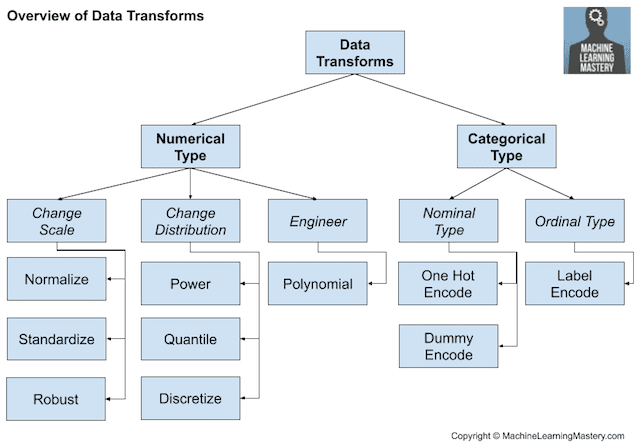 Overview of Data Transforms
MACHINE
LEARNING
MASTERY
Data
Transforms
Numerical
Type
Categorical
Type
Change
Scale
Change
Distribution
Engineer
Nominal
Type
Ordinal Type
Normalize
Power
Polynomial
One Hot
Encode
Label
Encode
Standardize
Quantile
Dummy
Encode
Robust
Discretize
Copyright © MachineLearningMastery.com